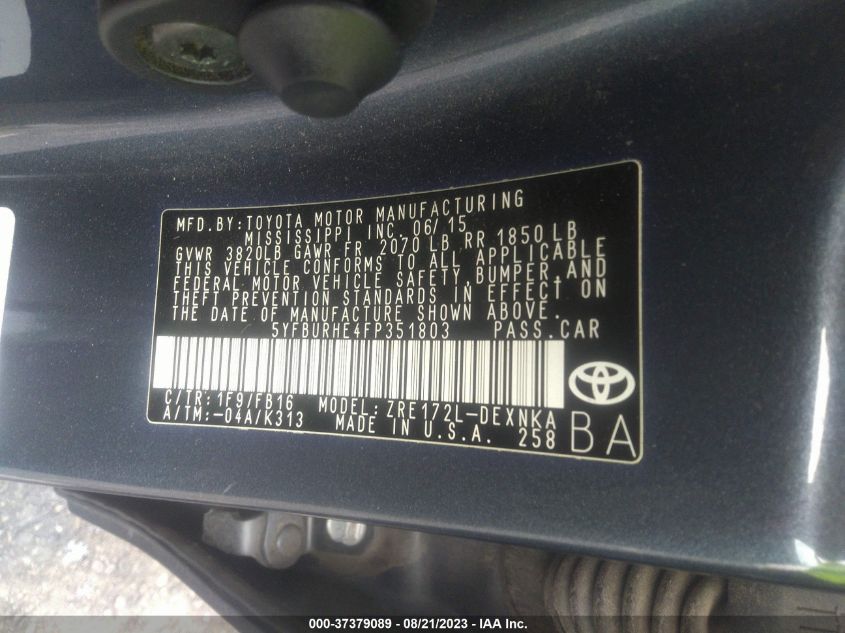 MFD.BY:TOYOTA MOTOR MANUFACTURING
MISSISSIPPI INC. 06/15
GVWR 3820LB GAWR FR 2070 LB RR 1850 LB
THIS VEHICLE CONFORMS TO ALL APPLICABLE
FEDERAL MOTOR VEHICLE SAFETY,BUMPER,AND
THEFT PREVENTION STANDARDS IN EFFECT ON
THE DATE OF MANUFACTURE SHOWN ABOVE.
5YFBURHE4FP351803 PASS.CAR
C/TR:1F9/FB16 MODEL:ZRE172L-DEXNKA
A/TM:-04A/K313 MADE IN U.S.A. 258
BA
000-37379089 - 08/21/2023 - IAA Inc.